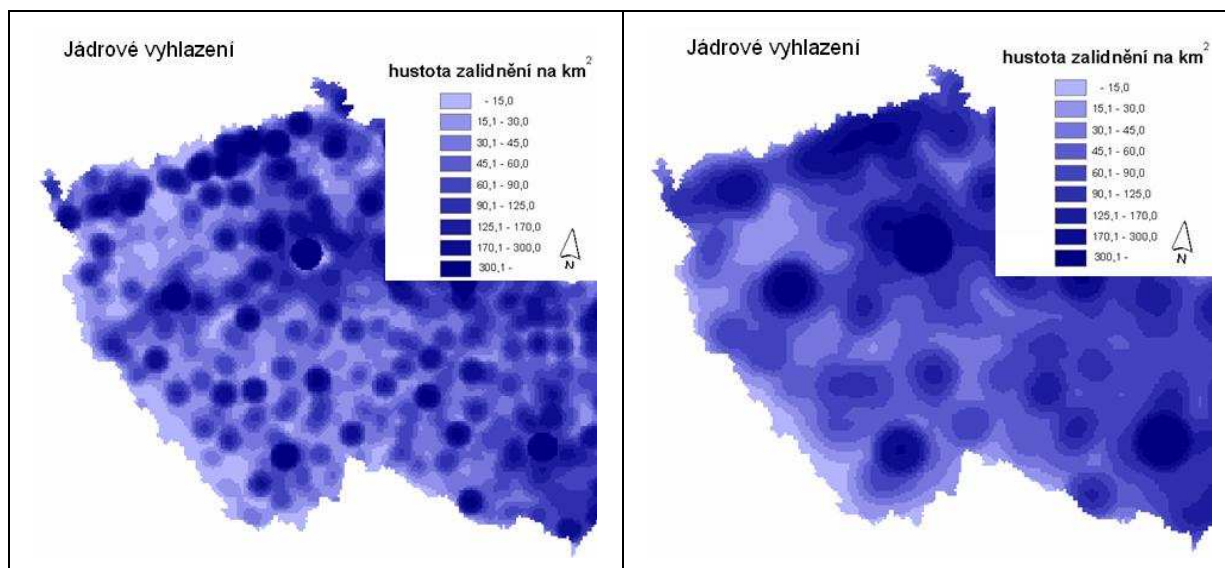 Jádrové vyhlazení
hustota zalidnění na km²
- 15,0
15,1 - 30,0
30,1 - 45,0
45,1 - 60,0
60,1 - 90,0
90,1 - 125,0
125,1 - 170,0
170,1 - 300,0
300,1 -
N
Jádrové vyhlazení
hustota zalidnění na km²
- 15,0
15,1 - 30,0
30,1 - 45,0
45,1 - 60,0
60,1 - 90,0
90,1 - 125,0
125,1 - 170,0
170,1 - 300,0
300,1 -
N